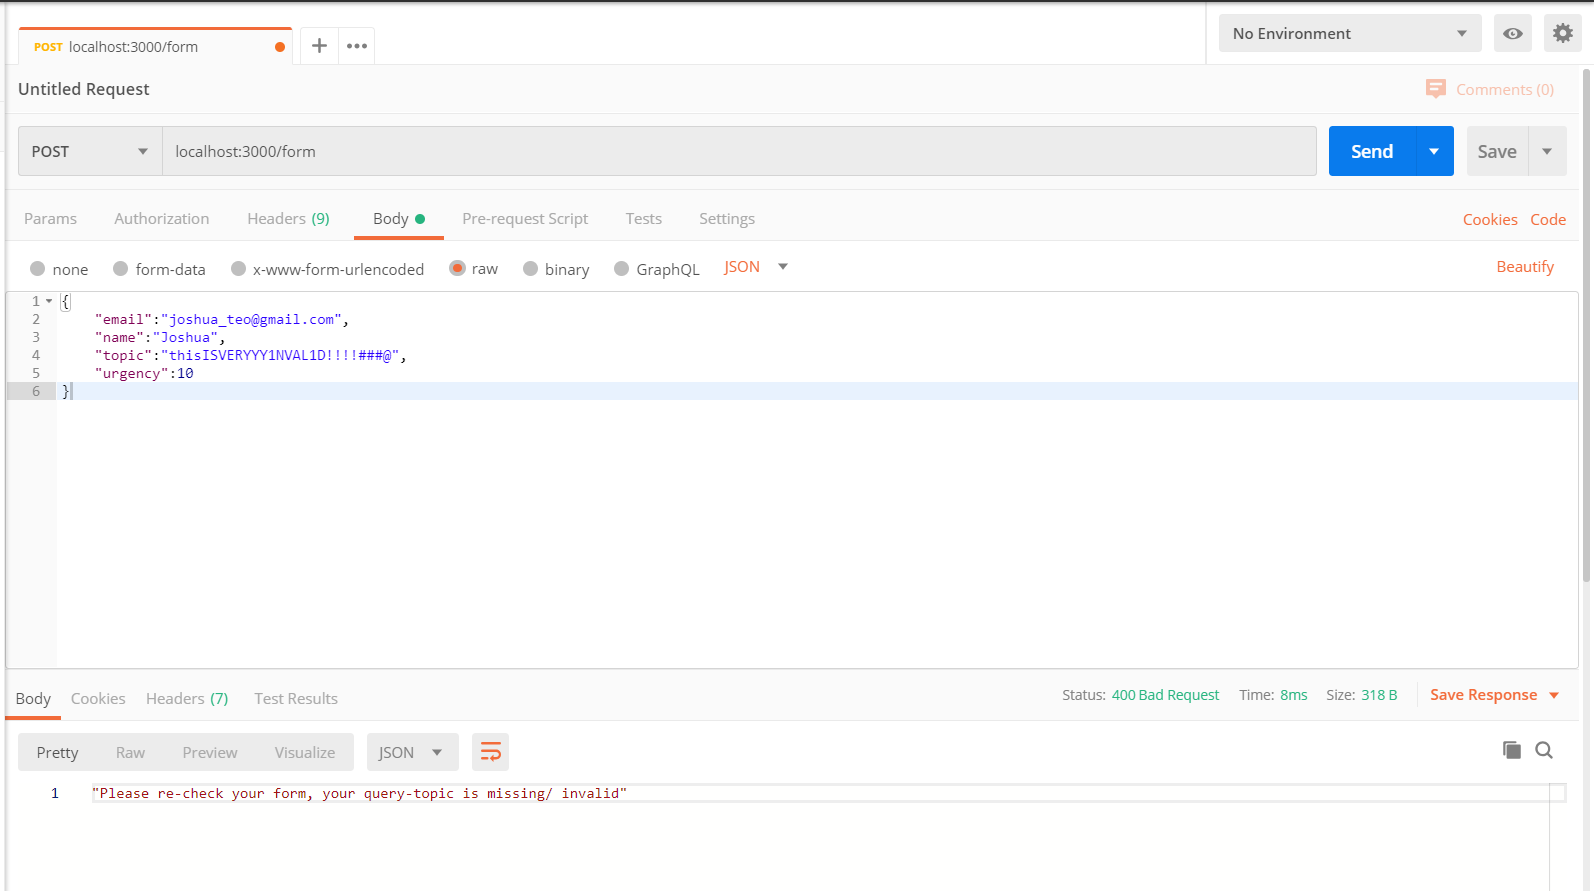 POST localhost:3000/form
No Environment
Untitled Request
Comments (0)
POST
localhost:3000/form
Send
Save
Params Authorization Headers (9) Body Pre-request Script Tests Settings Cookies Code
none form-data x-www-form-urlencoded raw binary GraphQL JSON Beautify
1 {
2 "email":"joshua_teo@gmail.com",
3 "name":"Joshua",
4 "topic":"thisISVERYYY1NVAL1D!!!!###@",
5 "urgency":10
6 }
Body Cookies Headers (7) Test Results Status: 400 Bad Request Time: 8ms Size: 318 B Save Response
Pretty Raw Preview Visualize JSON
1 "Please re-check your form, your query-topic is missing/ invalid"